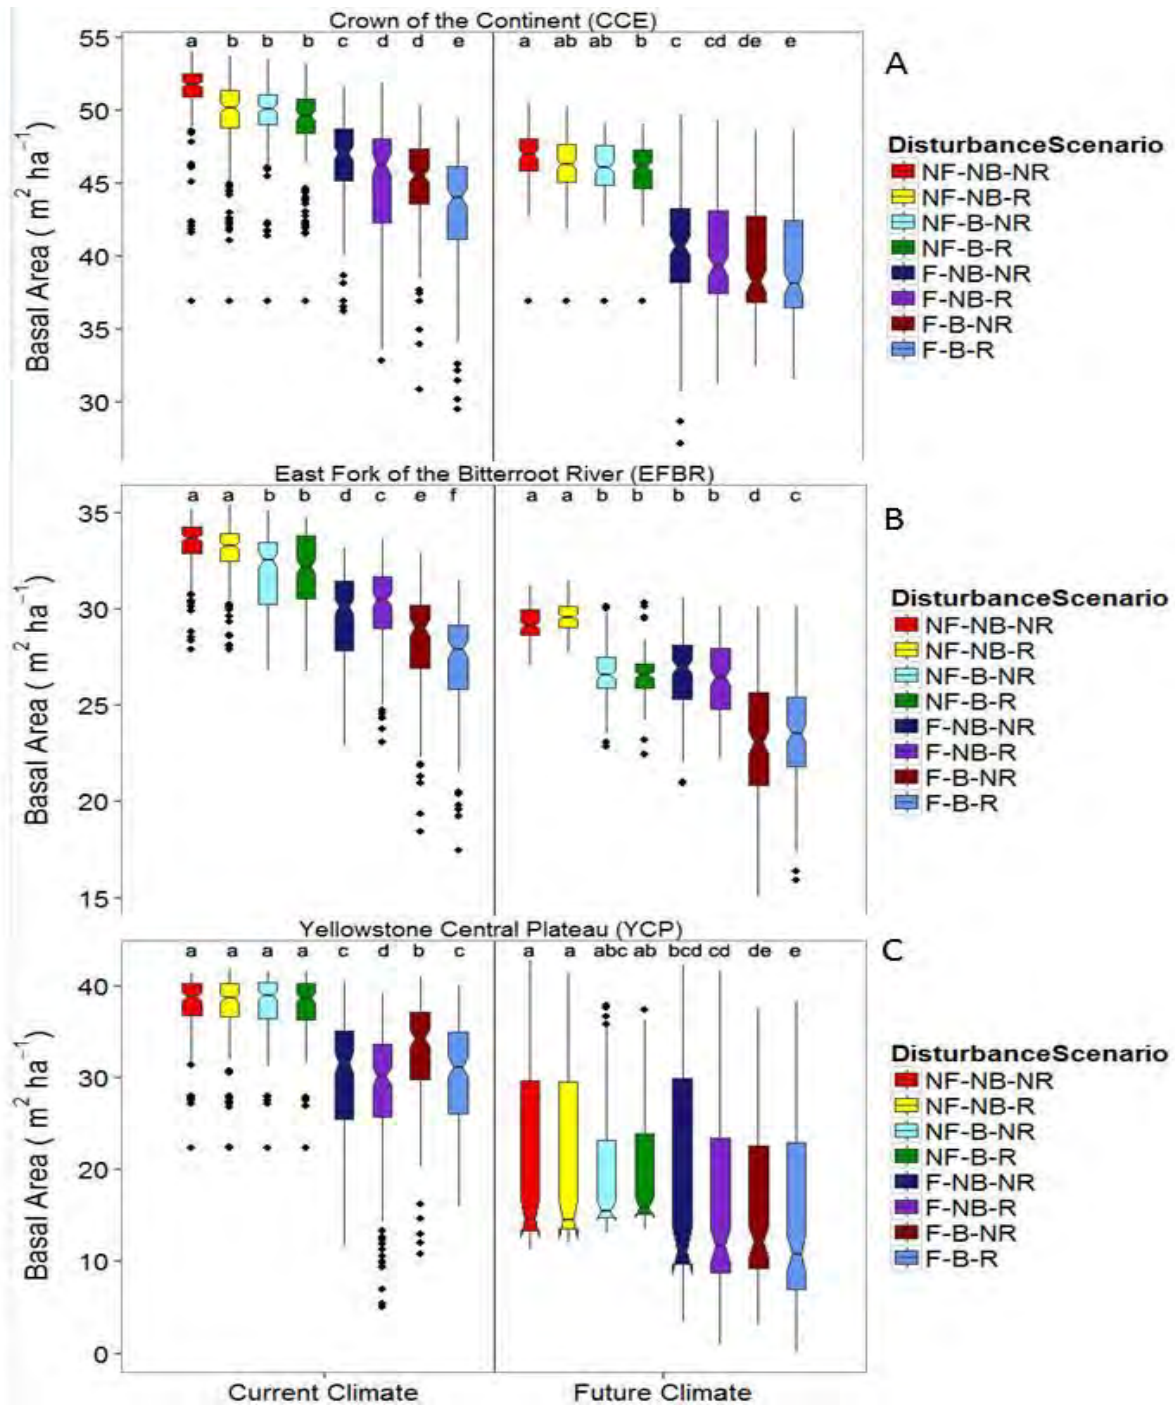 Crown of the Continent (CCE)
a b b b c d d e a ab ab b c cd de e
A
55
50
45
40
35
30
Basal Area ( m² ha⁻¹)
DisturbanceScenario
NF-NB-NR
NF-NB-R
NF-B-NR
NF-B-R
F-NB-NR
F-NB-R
F-B-NR
F-B-R
East Fork of the Bitterroot River (EFBR)
a a b b d c e f a a b b b b d c
B
35
30
25
20
15
Basal Area ( m² ha⁻¹)
DisturbanceScenario
NF-NB-NR
NF-NB-R
NF-B-NR
NF-B-R
F-NB-NR
F-NB-R
F-B-NR
F-B-R
Yellowstone Central Plateau (YCP)
a a a a c d b c a a abc ab bcd cd de e
C
40
30
20
10
0
Basal Area ( m² ha⁻¹)
DisturbanceScenario
NF-NB-NR
NF-NB-R
NF-B-NR
NF-B-R
F-NB-NR
F-NB-R
F-B-NR
F-B-R
Current Climate Future Climate